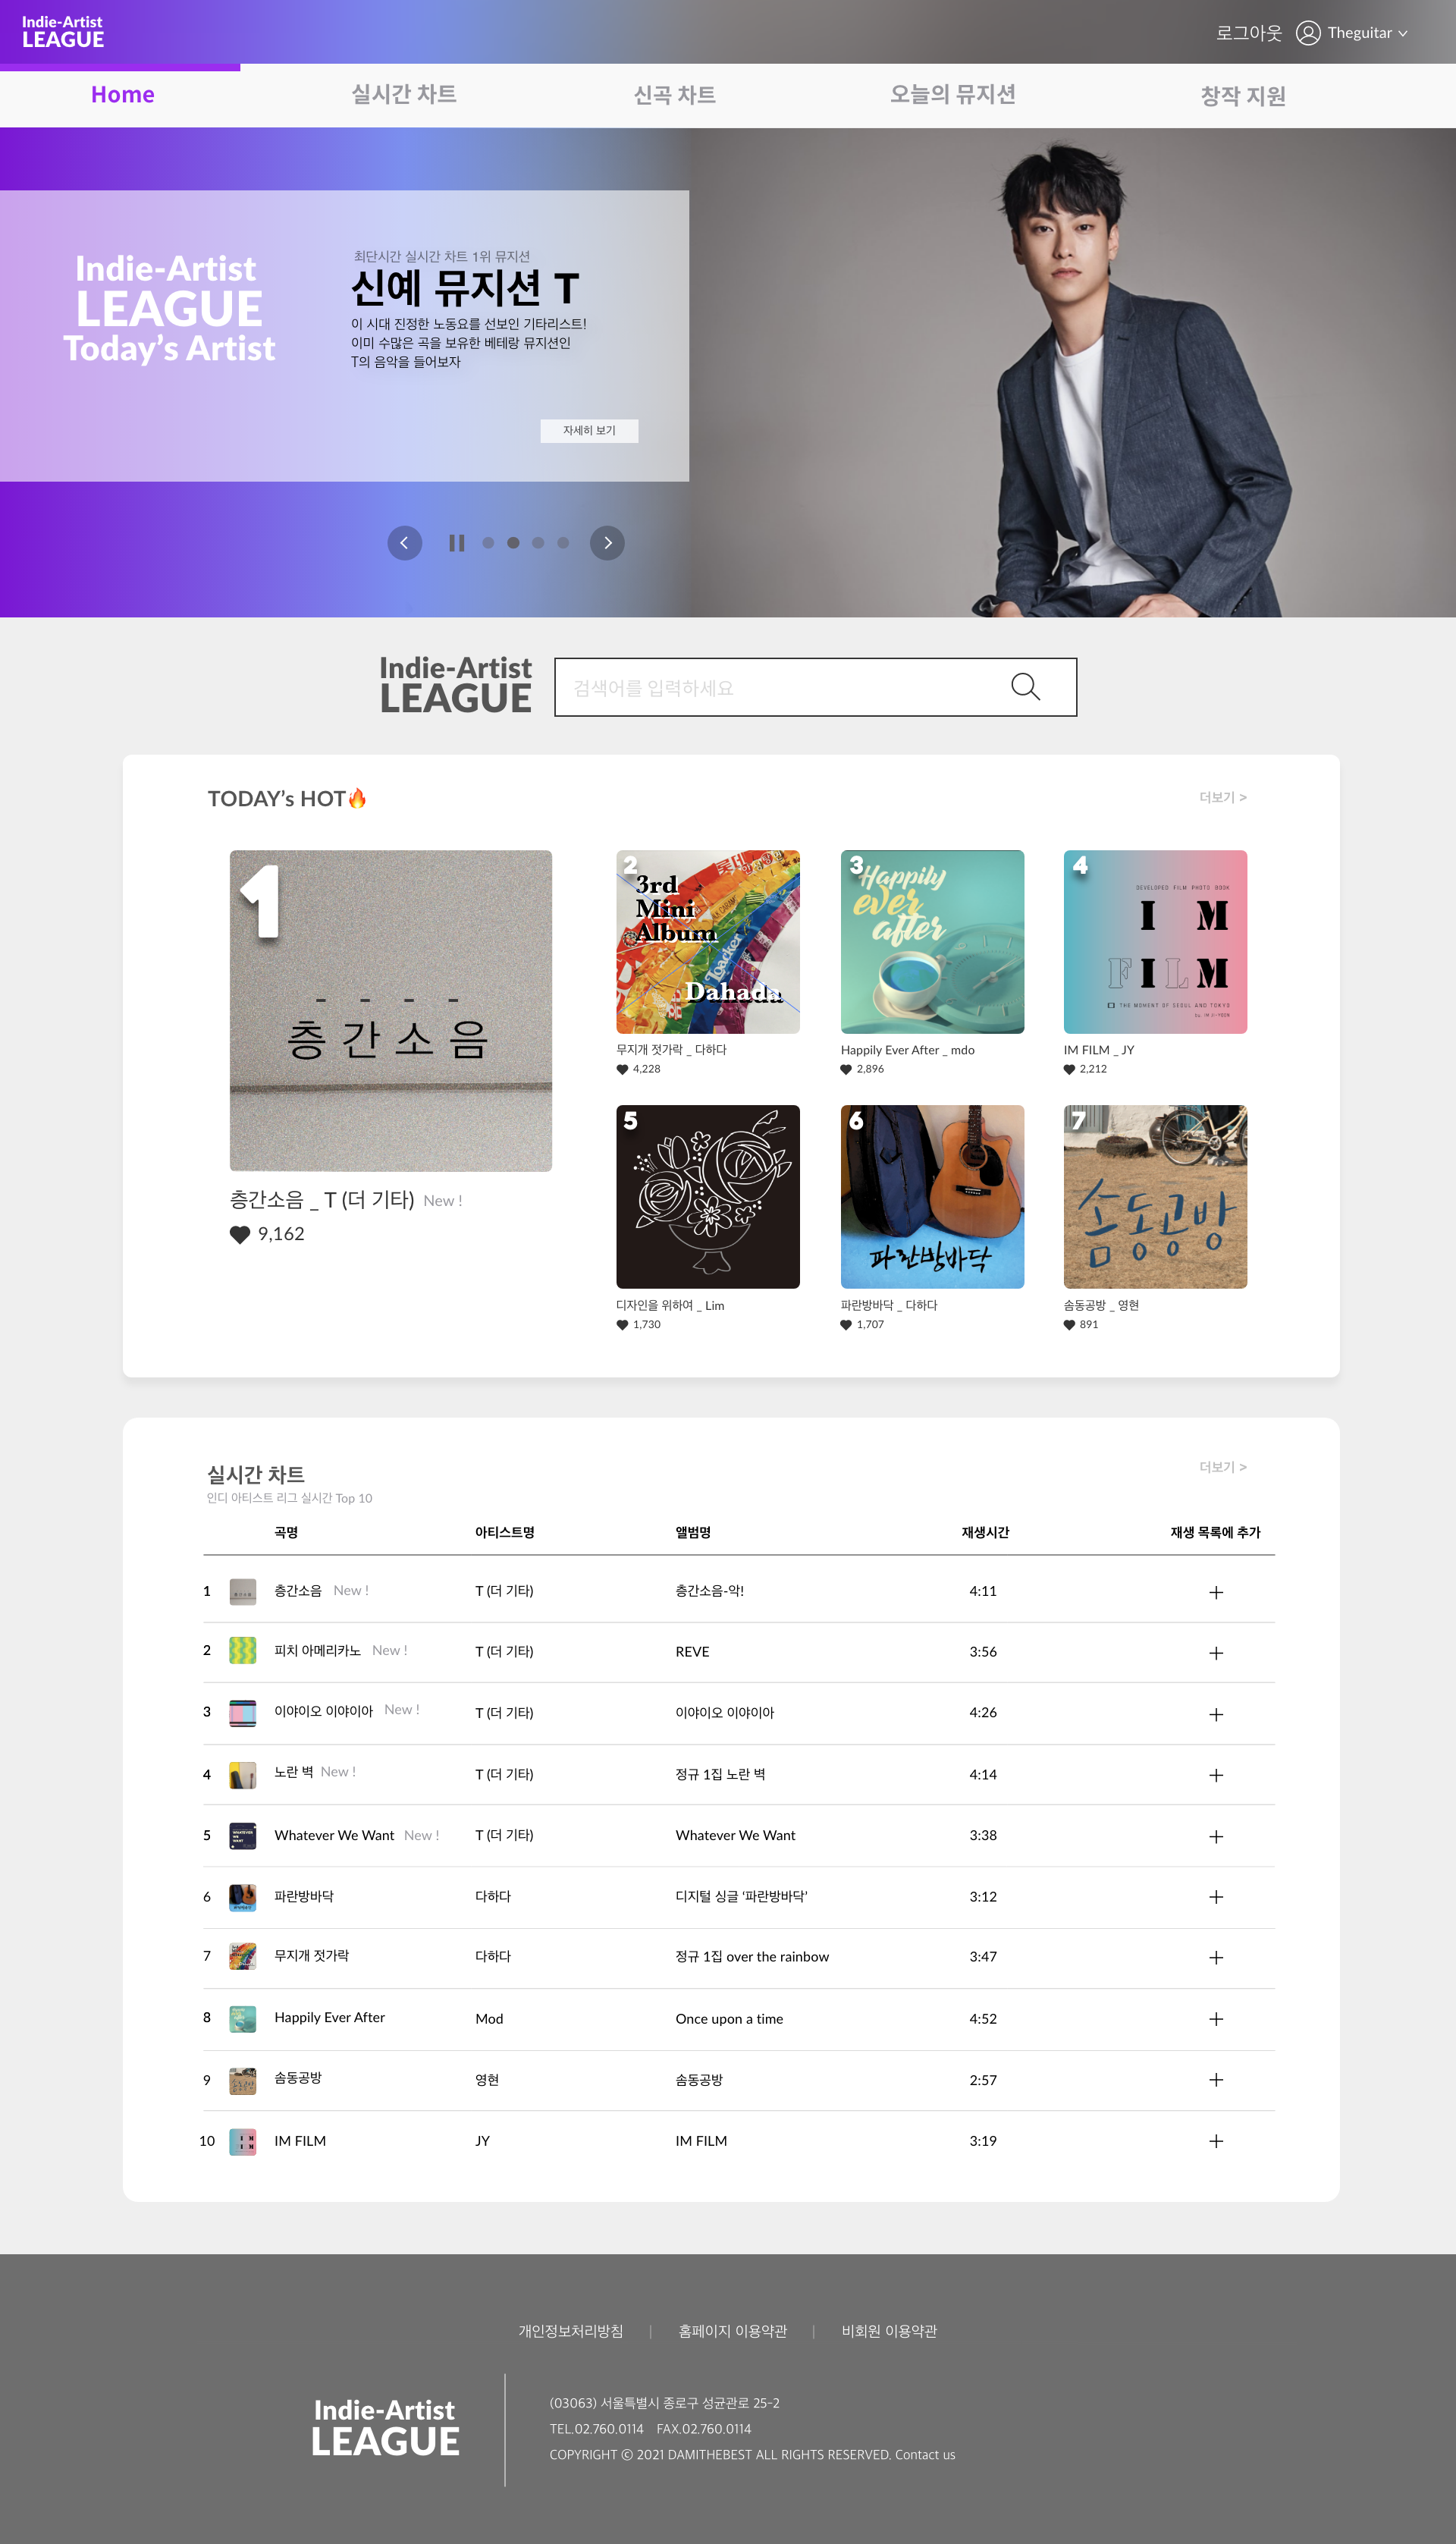 Indie-Artist
LEAGUE
로그아웃 Theguitar
Home 실시간 차트 신곡 차트 오늘의 뮤지션 창작 지원
Indie-Artist
LEAGUE
Today's Artist
최단시간 실시간 차트 1위 뮤지션
신예 뮤지션 T
이 시대 진정한 노동요를 선보인 기타리스트!
이미 수많은 곡을 보유한 베테랑 뮤지션인
T의 음악을 들어보자
자세히 보기
Indie-Artist
LEAGUE
검색어를 입력하세요
TODAY's HOT🔥
더보기 >
1
층간소음
층간소음 _ T (더 기타) New !
9,162
2
3rd
Mini
Album
Loacker
Dahada
무지개 젓가락 _ 다하다
4,228
3
Happily
ever
after
Happily Ever After _ mdo
2,896
4
DEVELOPED FILM PHOTO BOOK
I M
FILM
THE MOMENT OF SEOUL AND TOKYO
IM FILM _ JY
2,212
5
디자인을 위하여 _ Lim
1,730
6
파란방바닥
파란방바닥 _ 다하다
1,707
7
솜동공방
솜동공방 _ 영현
891
실시간 차트
더보기 >
인디 아티스트 리그 실시간 Top 10
곡명 아티스트명 앨범명 재생시간 재생 목록에 추가
1 층간소음 New ! T (더 기타) 층간소음-악! 4:11
2 피치 아메리카노 New ! T (더 기타) REVE 3:56
3 이야이오 이야이아 New ! T (더 기타) 이야이오 이야이아 4:26
4 노란 벽 New ! T (더 기타) 정규 1집 노란 벽 4:14
5 Whatever We Want New ! T (더 기타) Whatever We Want 3:38
6 파란방바닥 다하다 디지털 싱글 ‘파란방바닥’ 3:12
7 무지개 젓가락 다하다 정규 1집 over the rainbow 3:47
8 Happily Ever After Mod Once upon a time 4:52
9 솜동공방 영현 솜동공방 2:57
10 IM FILM JY IM FILM 3:19
개인정보처리방침 | 홈페이지 이용약관 | 비회원 이용약관
Indie-Artist
LEAGUE
(03063) 서울특별시 종로구 성균관로 25-2
TEL.02.760.0114 FAX.02.760.0114
COPYRIGHT ⓒ 2021 DAMITHEBEST ALL RIGHTS RESERVED. Contact us